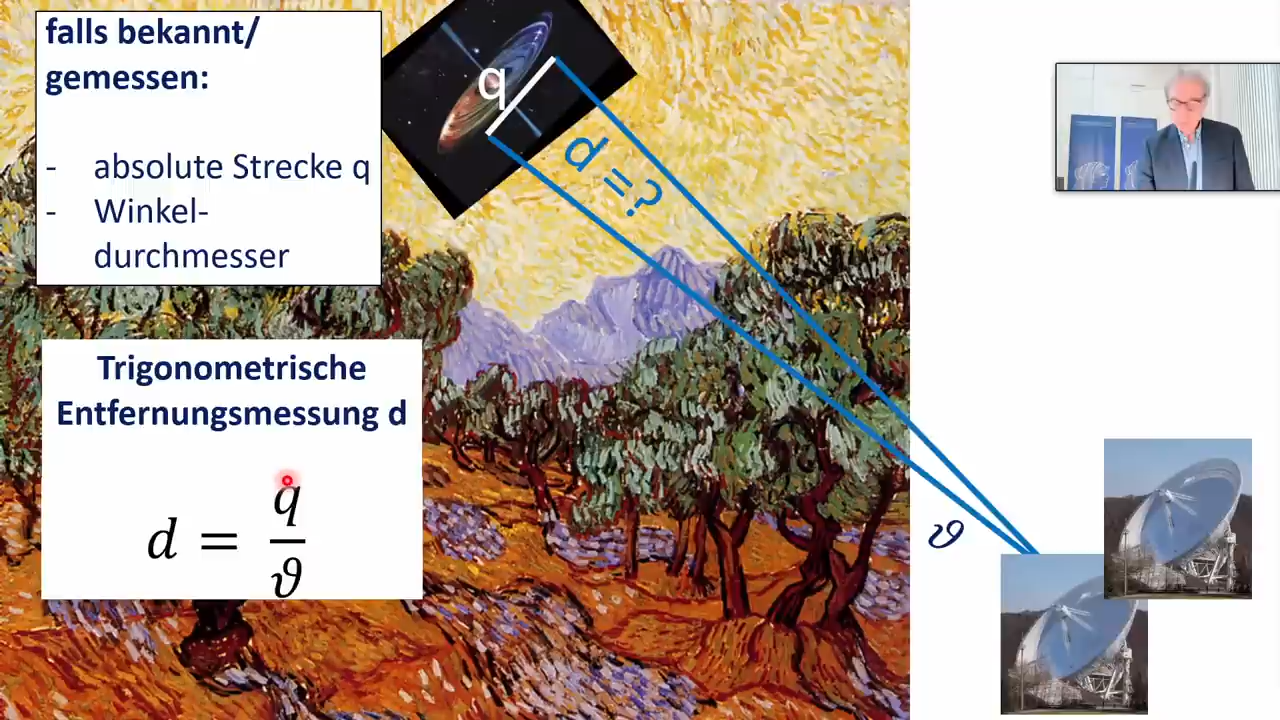 falls bekannt/
gemessen:
- absolute Strecke q
- Winkel-
durchmesser
q
d =?
Trigonometrische
Entfernungsmessung d
d = q/ϑ
ϑ